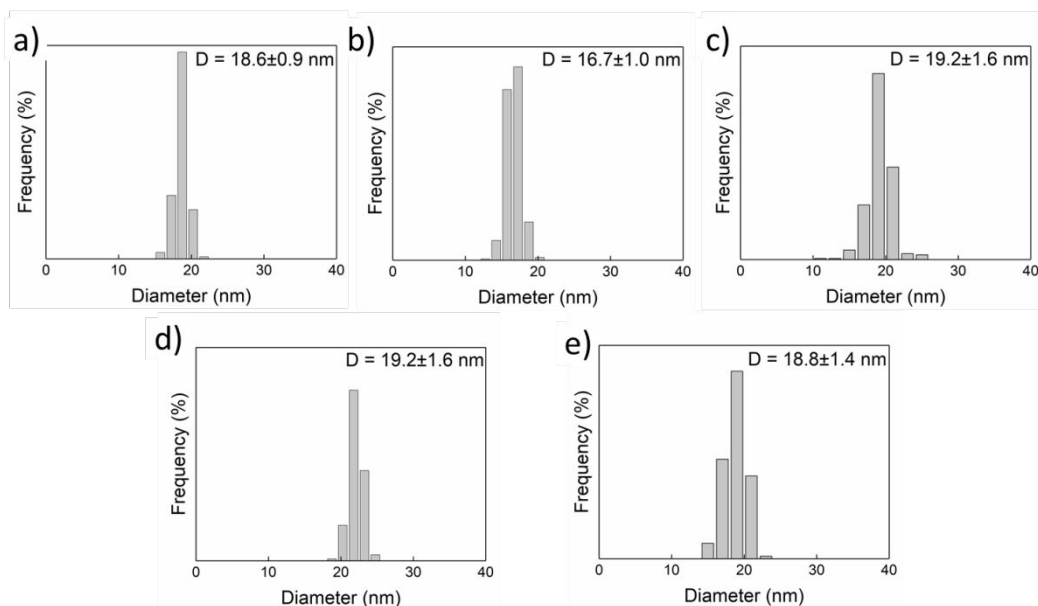 a)
D = 18.6±0.9 nm
Frequency (%)
0 10 20 30 40
Diameter (nm)
b)
D = 16.7±1.0 nm
Frequency (%)
0 10 20 30 40
Diameter (nm)
c)
D = 19.2±1.6 nm
Frequency (%)
0 10 20 30 40
Diameter (nm)
d)
D = 19.2±1.6 nm
Frequency (%)
0 10 20 30 40
Diameter (nm)
e)
D = 18.8±1.4 nm
Frequency (%)
0 10 20 30 40
Diameter (nm)